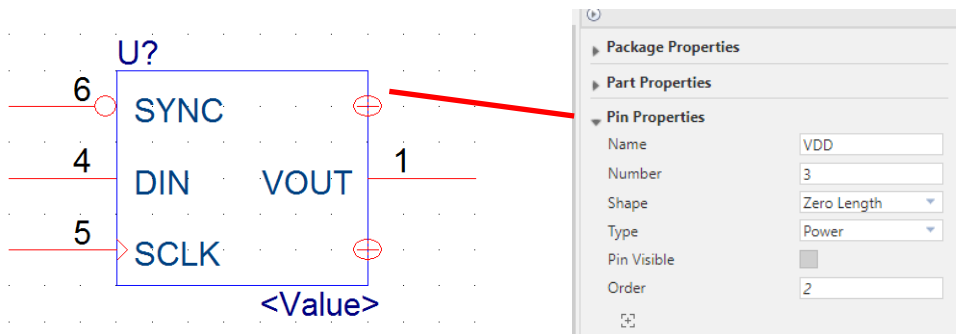 U?
6
SYNC
4
DIN
VOUT
1
5
SCLK
<Value>
Package Properties
Part Properties
Pin Properties
Name VDD
Number 3
Shape Zero Length
Type Power
Pin Visible
Order 2